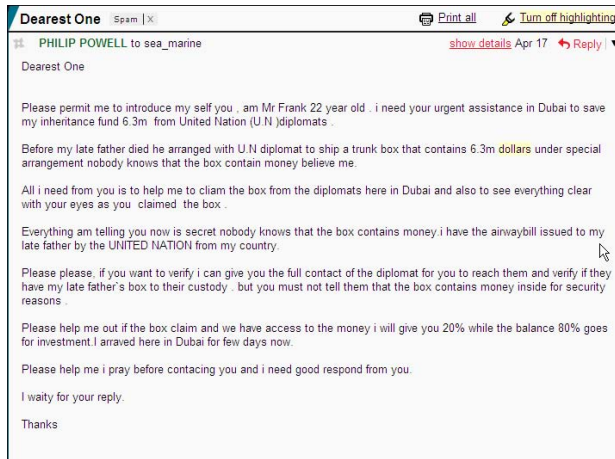 Dearest One Spam | X Print all Turn off highlighting
PHILIP POWELL to sea_marine show details Apr 17 Reply
Dearest One
Please permit me to introduce my self you , am Mr Frank 22 year old . i need your urgent assistance in Dubai to save
my inheritance fund 6.3m from United Nation (U.N )diplomats .
Before my late father died he arranged with U.N diplomat to ship a trunk box that contains 6.3m dollars under special
arrangement nobody knows that the box contain money believe me.
All i need from you is to help me to cliam the box from the diplomats here in Dubai and also to see everything clear
with your eyes as you claimed the box .
Everything am telling you now is secret nobody knows that the box contains money.i have the airwaybill issued to my
late father by the UNITED NATION from my country.
Please please, if you want to verify i can give you the full contact of the diplomat for you to reach them and verify if they
have my late father`s box to their custody . but you must not tell them that the box contains money inside for security
reasons .
Please help me out if the box claim and we have access to the money i will give you 20% while the balance 80% goes
for investment.I arraved here in Dubai for few days now.
Please help me i pray before contacing you and i need good respond from you.
I waity for your reply.
Thanks